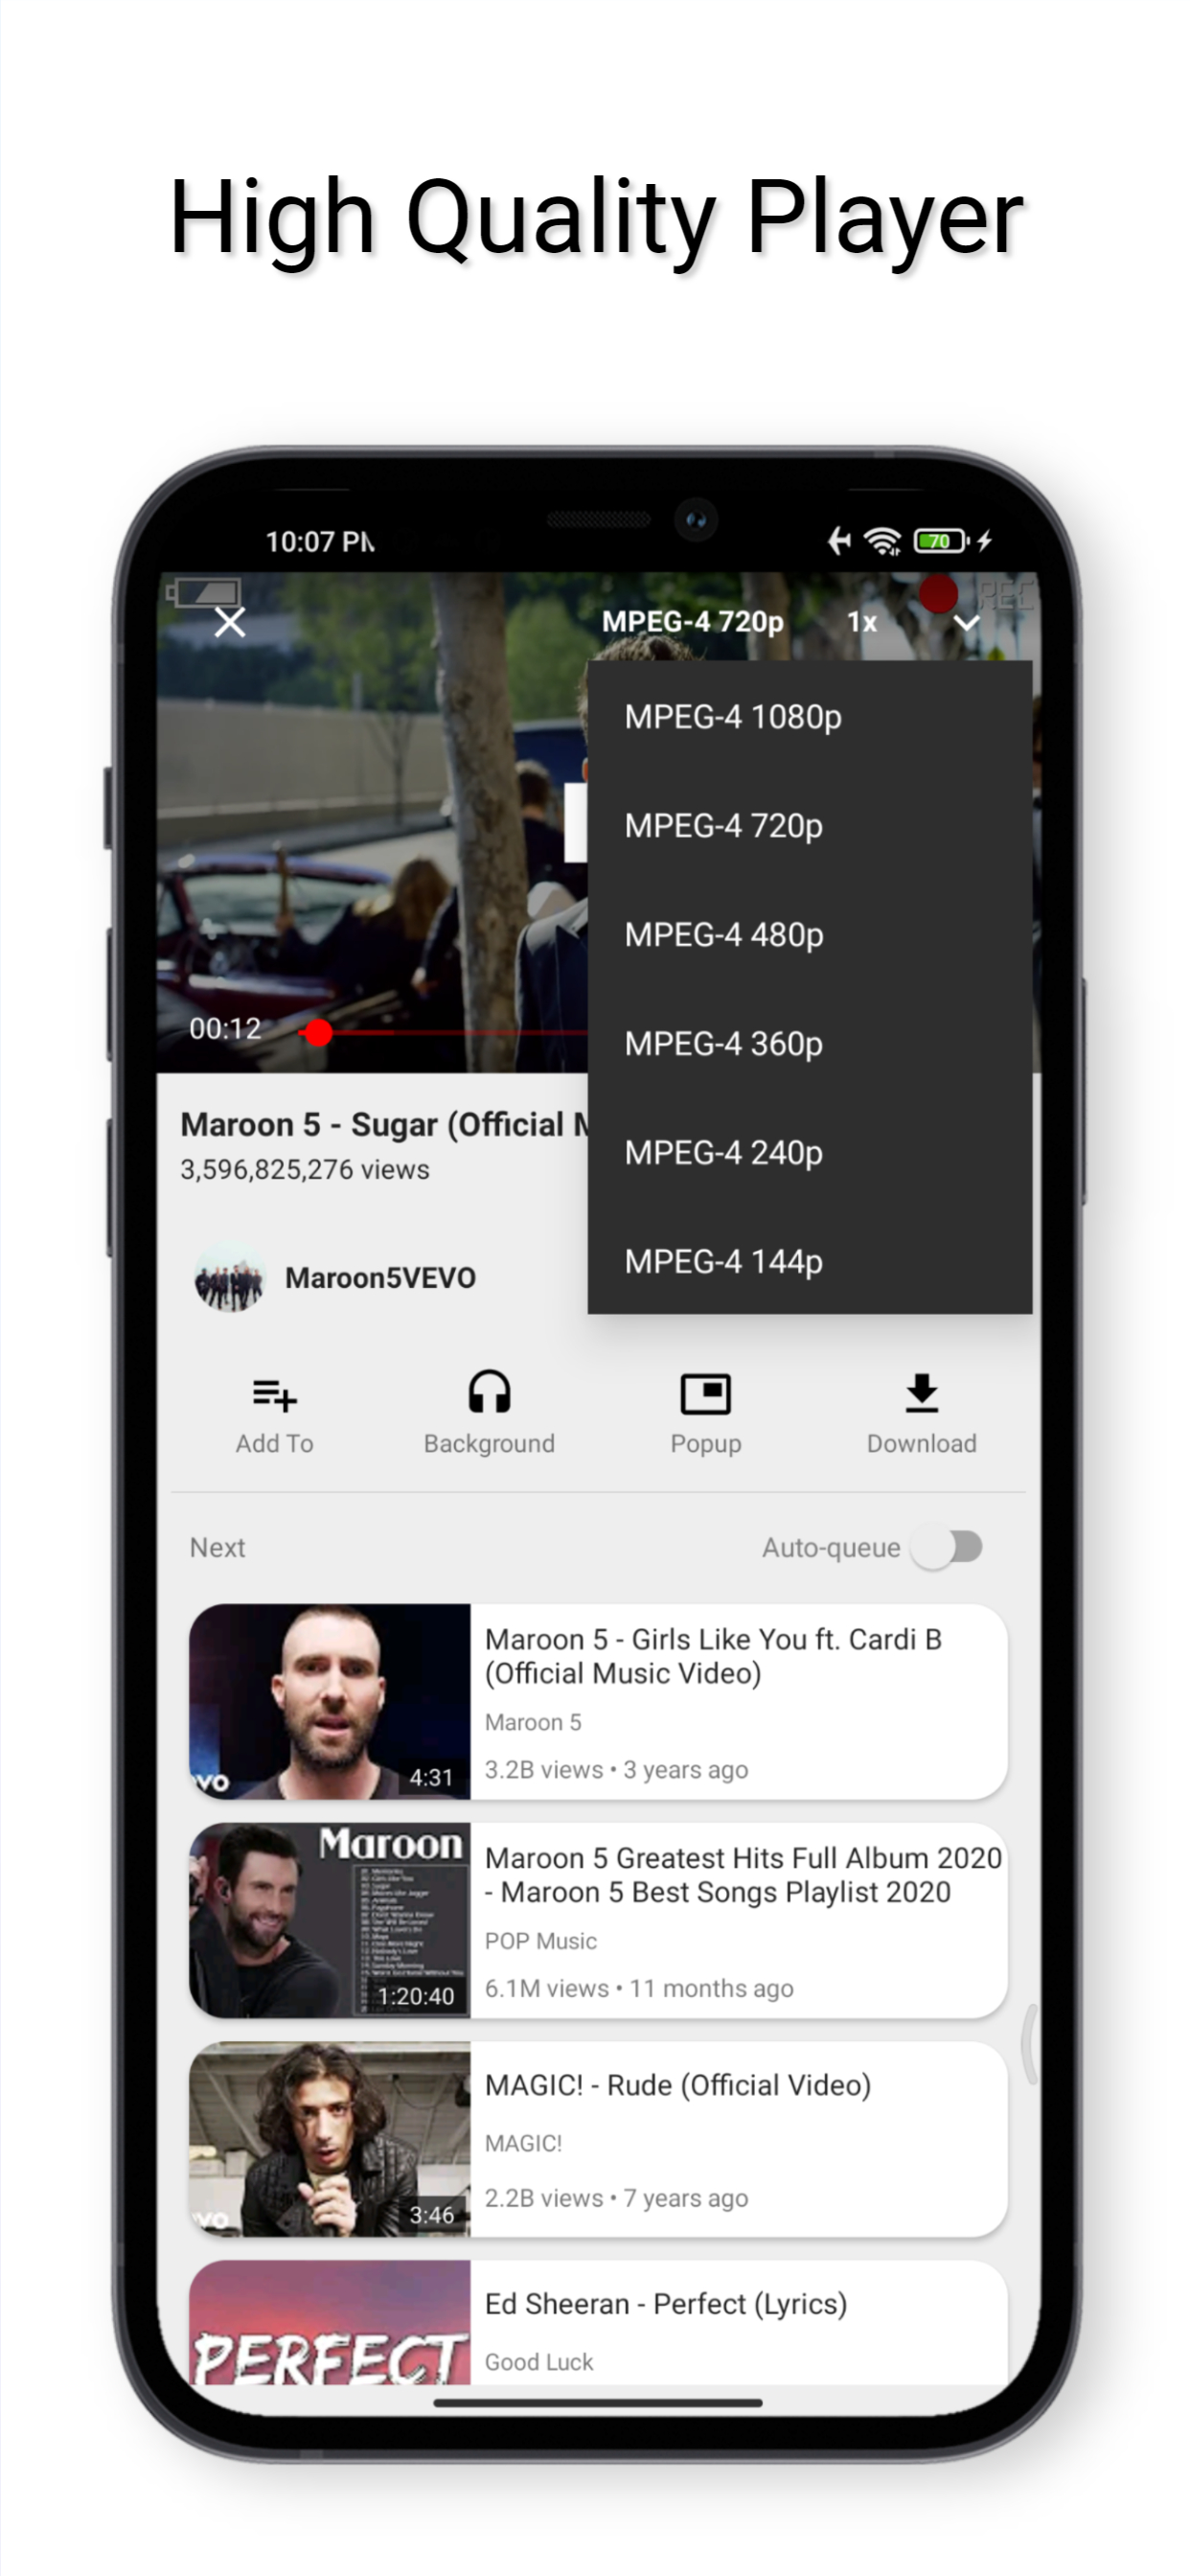 High Quality Player
10:07 PM
70
REC
MPEG-4 720p 1x
MPEG-4 1080p
MPEG-4 720p
MPEG-4 480p
MPEG-4 360p
MPEG-4 240p
MPEG-4 144p
00:12
Maroon 5 - Sugar (Official
3,596,825,276 views
Maroon5VEVO
Add To Background Popup Download
Next Auto-queue
4:31
Maroon 5 - Girls Like You ft. Cardi B
(Official Music Video)
Maroon 5
3.2B views • 3 years ago
Maroon
1:20:40
Maroon 5 Greatest Hits Full Album 2020
- Maroon 5 Best Songs Playlist 2020
POP Music
6.1M views • 11 months ago
vo
3:46
MAGIC! - Rude (Official Video)
MAGIC!
2.2B views • 7 years ago
PERFECT
Ed Sheeran - Perfect (Lyrics)
Good Luck